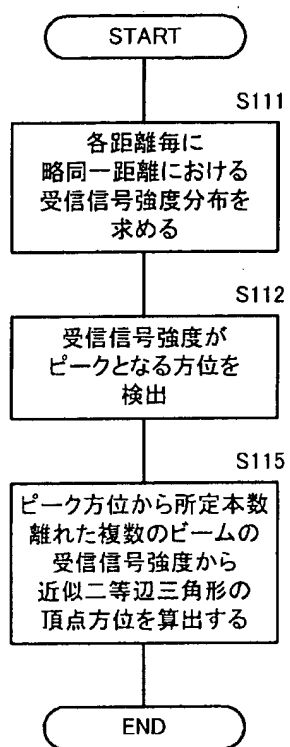 START
S111
各距離毎に
略同一距離における
受信信号強度分布を
求める
S112
受信信号強度が
ピークとなる方位を
検出
S115
ピーク方位から所定本数
離れた複数のビームの
受信信号強度から
近似二等辺三角形の
頂点方位を算出する
END